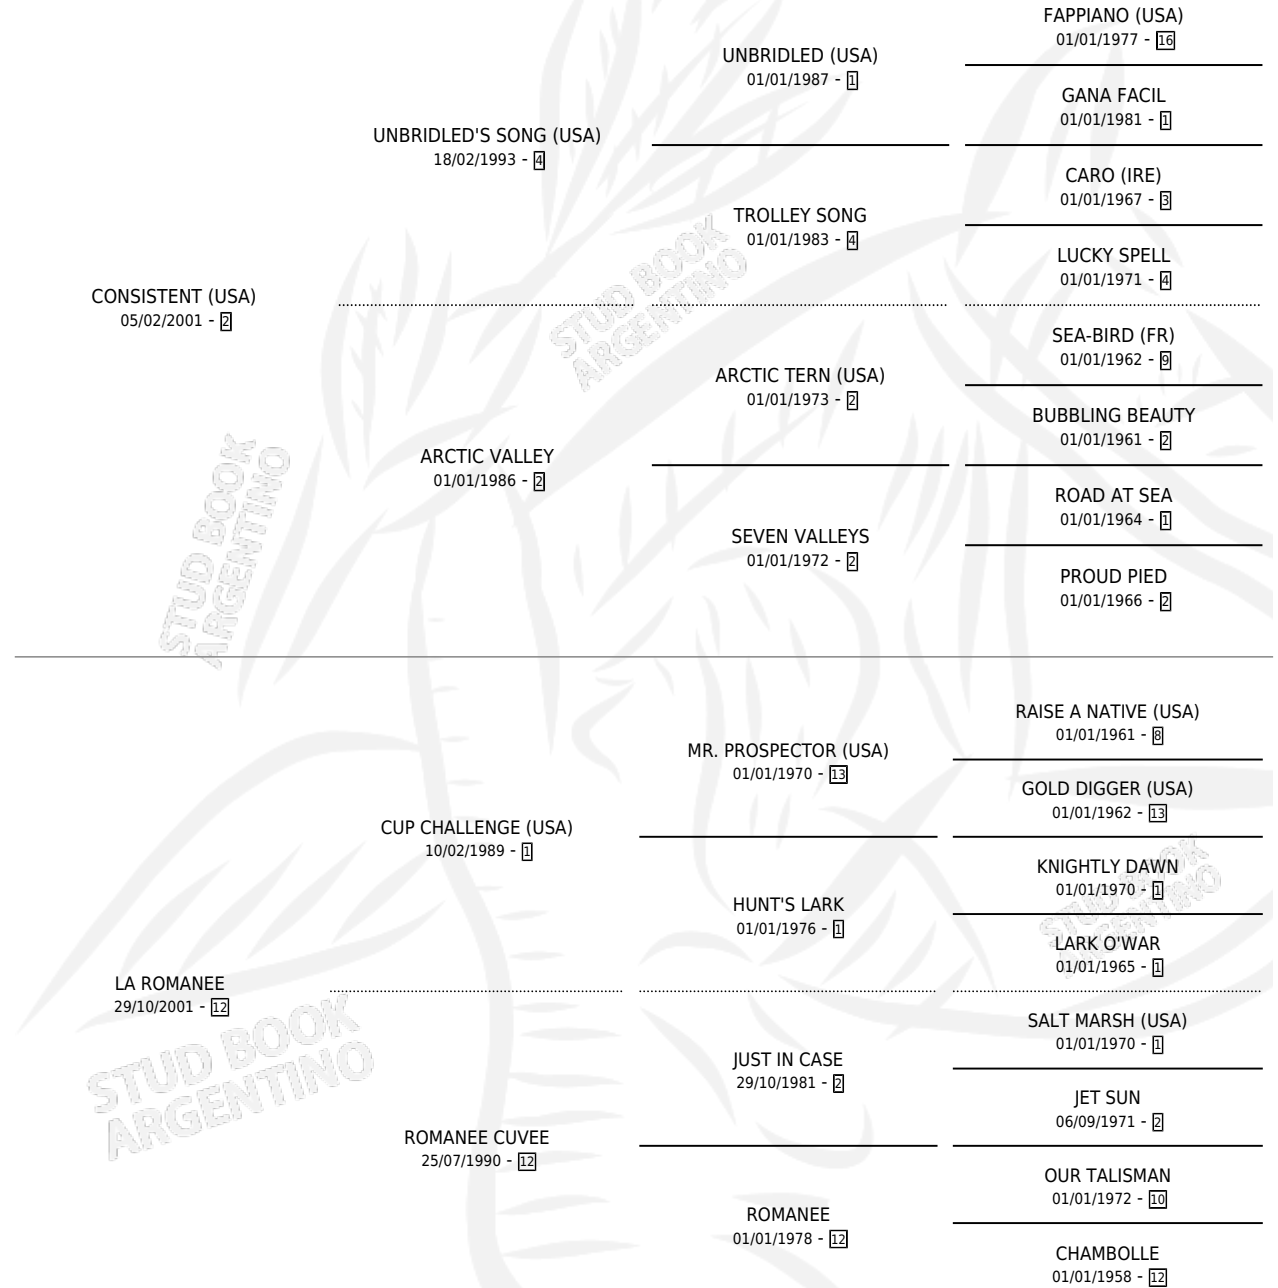 FAPPIANO (USA)
01/01/1977 - 16
UNBRIDLED (USA)
01/01/1987 - 1
GANA FACIL
01/01/1981 - 1
UNBRIDLED'S SONG (USA)
18/02/1993 - 4
CARO (IRE)
01/01/1967 - 3
TROLLEY SONG
01/01/1983 - 4
LUCKY SPELL
01/01/1971 - 4
CONSISTENT (USA)
05/02/2001 - 2
SEA-BIRD (FR)
01/01/1962 - 9
ARCTIC TERN (USA)
01/01/1973 - 2
BUBBLING BEAUTY
01/01/1961 - 2
ARCTIC VALLEY
01/01/1986 - 2
ROAD AT SEA
01/01/1964 - 1
SEVEN VALLEYS
01/01/1972 - 2
PROUD PIED
01/01/1966 - 2
RAISE A NATIVE (USA)
01/01/1961 - 8
MR. PROSPECTOR (USA)
01/01/1970 - 13
GOLD DIGGER (USA)
01/01/1962 - 13
CUP CHALLENGE (USA)
10/02/1989 - 1
KNIGHTLY DAWN
01/01/1970 - 1
HUNT'S LARK
01/01/1976 - 1
LARK O'WAR
01/01/1965 - 1
LA ROMANEE
29/10/2001 - 12
SALT MARSH (USA)
01/01/1970 - 1
JUST IN CASE
29/10/1981 - 2
JET SUN
06/09/1971 - 2
ROMANEE CUVEE
25/07/1990 - 12
OUR TALISMAN
01/01/1972 - 10
ROMANEE
01/01/1978 - 12
CHAMBOLLE
01/01/1958 - 12
STUD BOOK
ARGENTINO
STUD BOOK
ARGENTINO
STUD BOOK
ARGENTINO
STUD BOOK
ARGENTINO